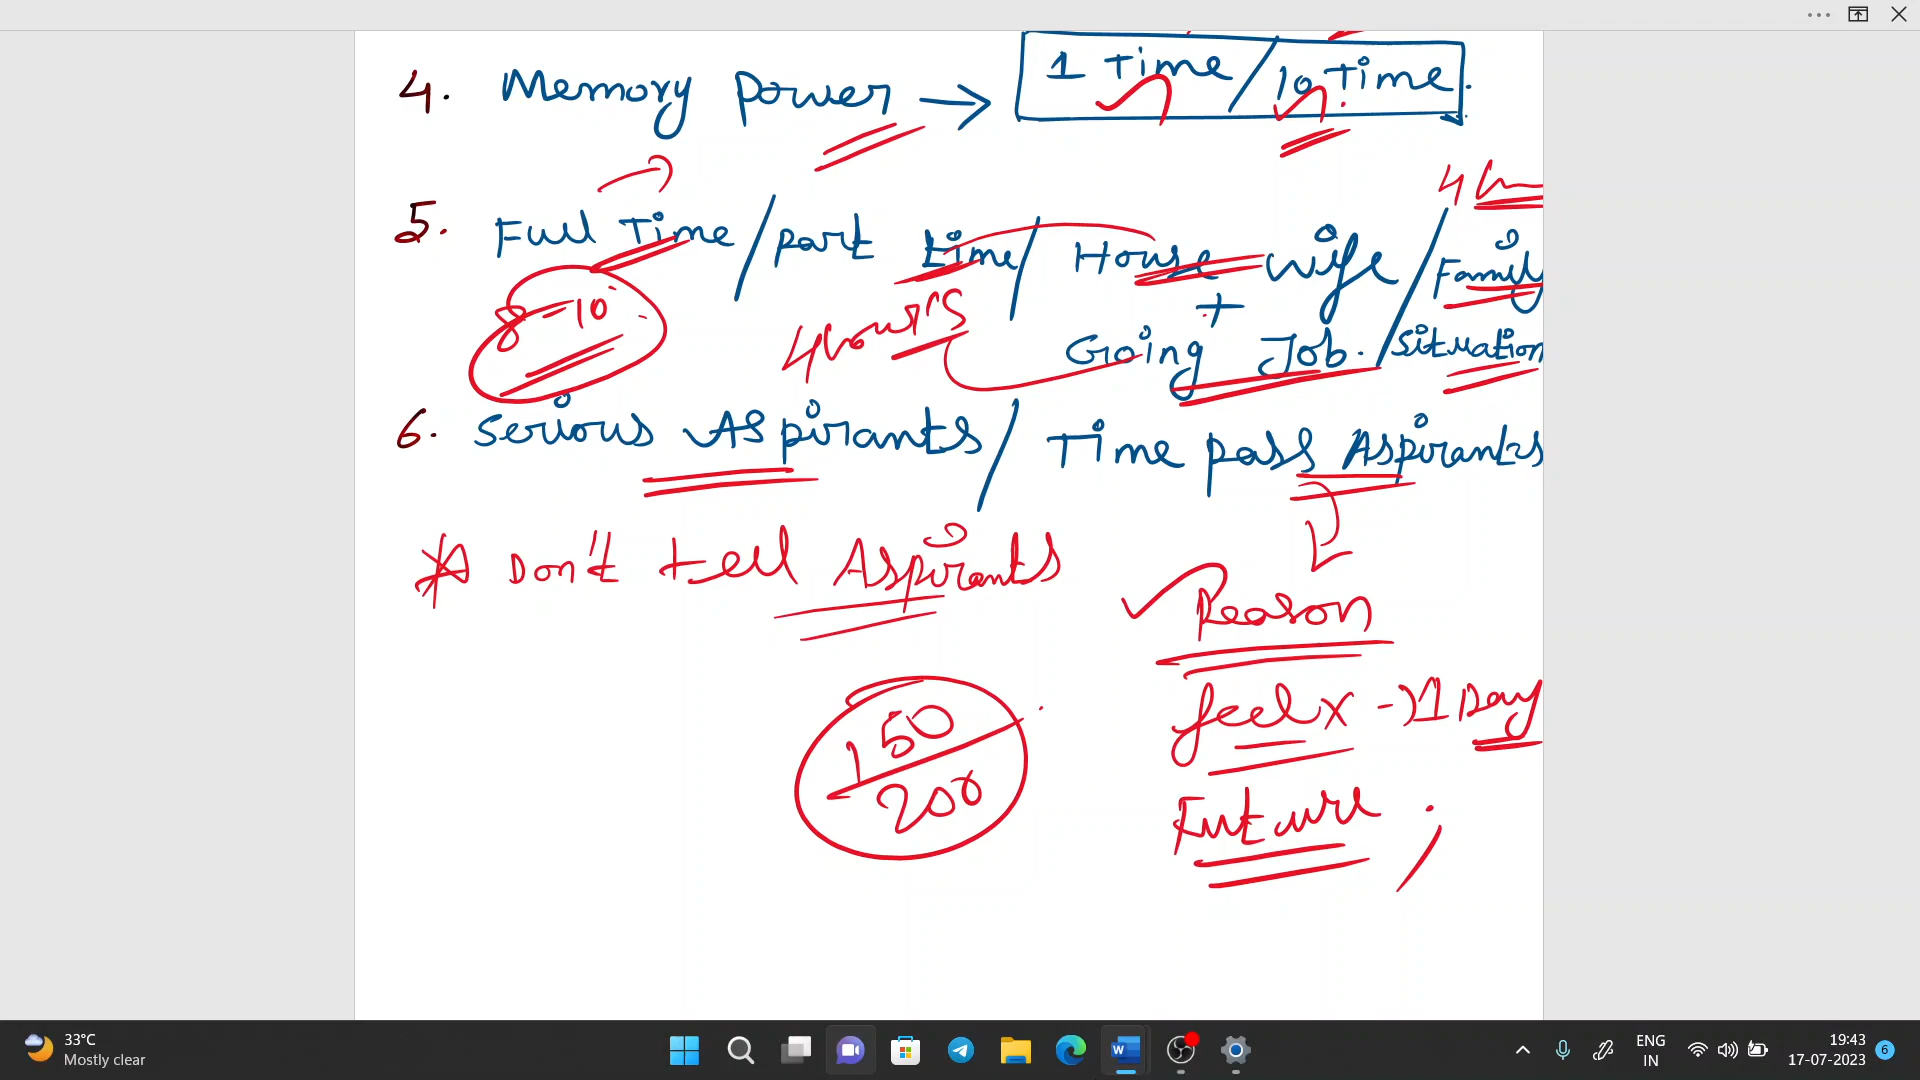 4. Memory power → 1 Time / 10 Time.
4
5. Full Time / part time / House wife / Family
8-10 4 hours + Going Job. Situation
6. Serious Aspirants / Time pass Aspirants
* Don't tell Aspirants
Reason
feel x → 1 Day
150
200
Future ;
33°C
Mostly clear
ENG
IN
19:43
17-07-2023
6